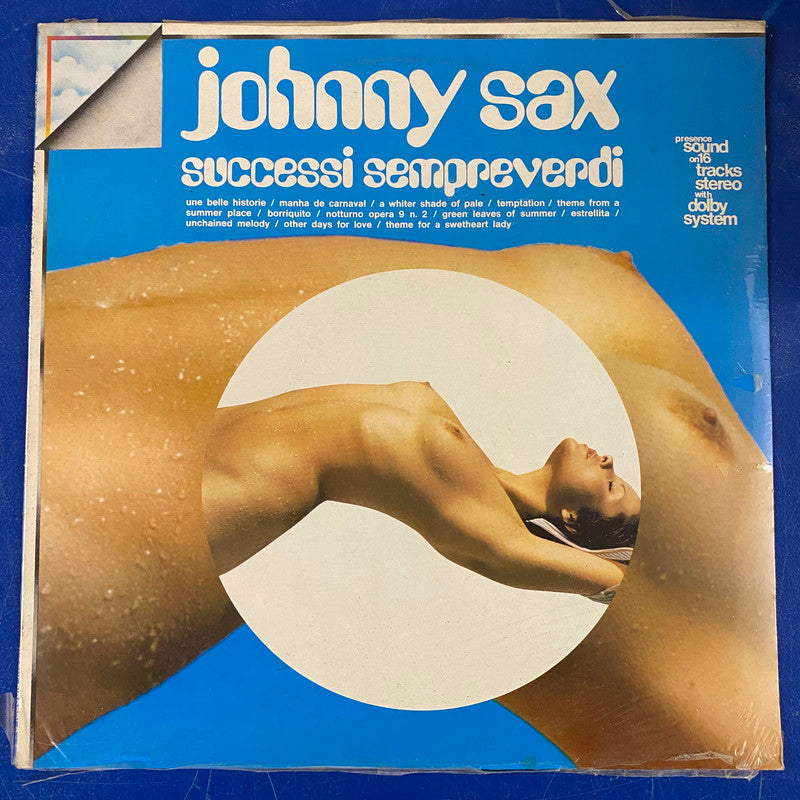 johnny sax
successi sempreverdi
une belle historie / manha de carnaval / a whiter shade of pale / temptation / theme from a
summer place / borriquito / notturno opera 9 n. 2 / green leaves of summer / estrellita /
unchained melody / other days for love / theme for a swetheart lady
presence
sound
on 16
tracks
stereo
with
dolby
system